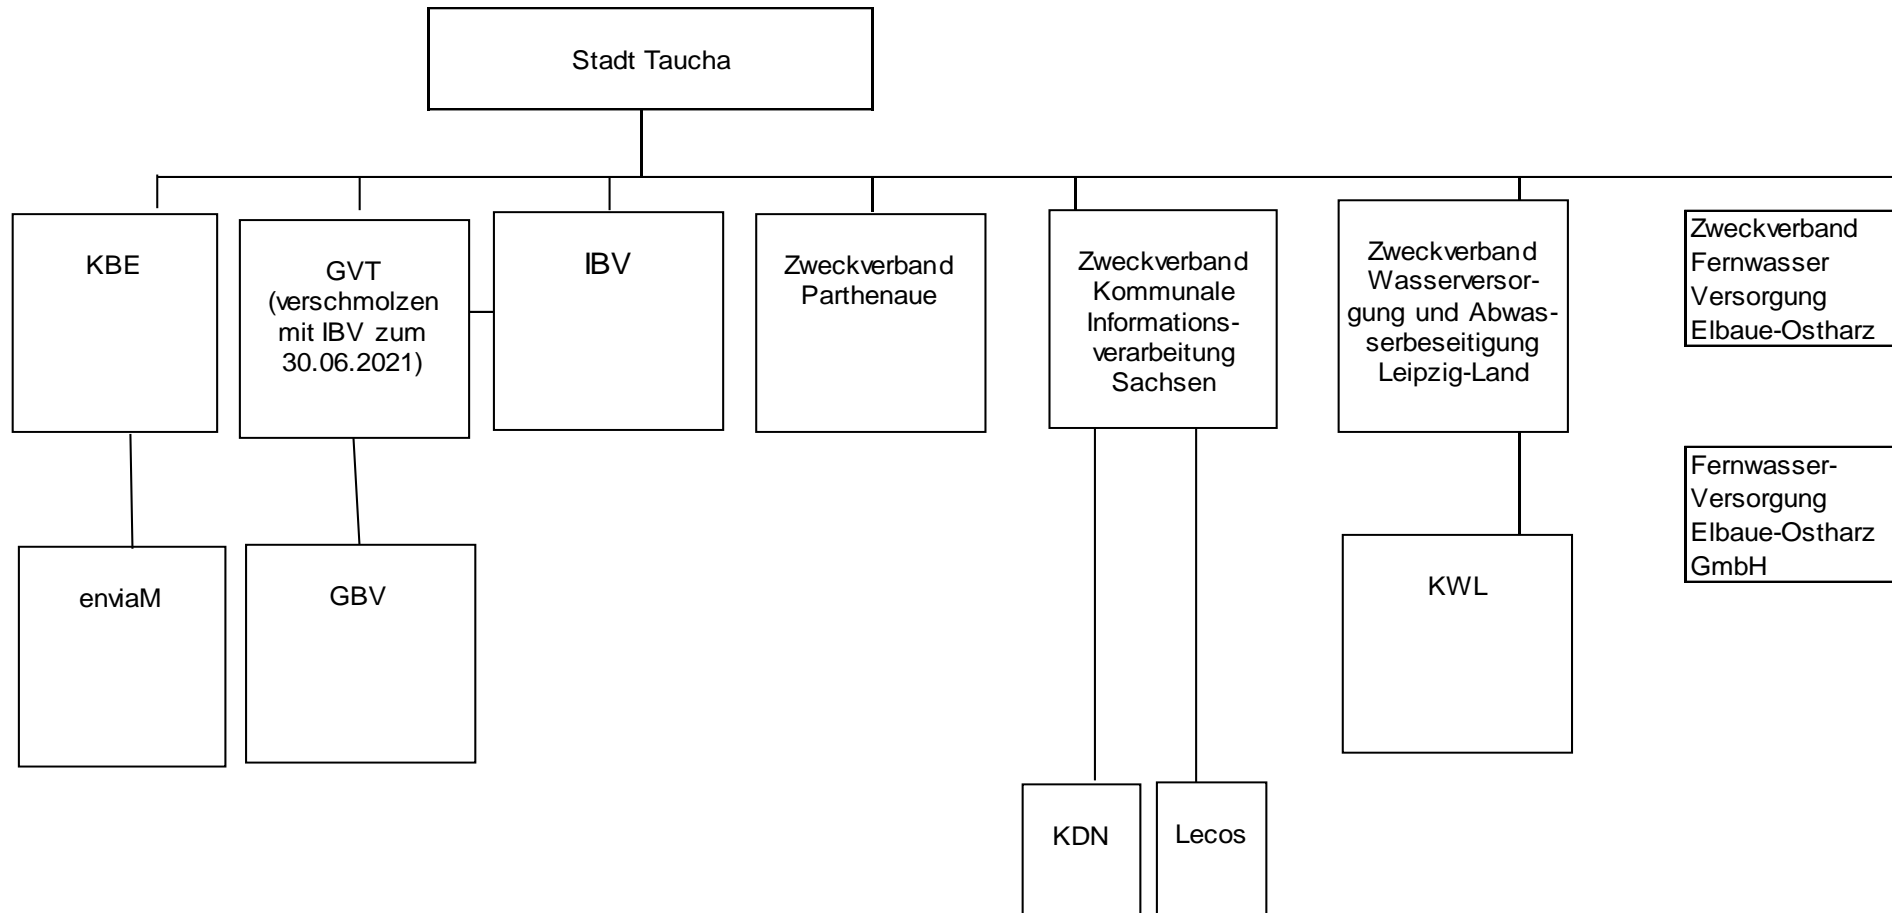 Stadt Taucha
KBE
GVT
(verschmolzen
mit IBV zum
30.06.2021)
IBV
Zweckverband
Parthenaue
Zweckverband
Kommunale
Informations-
verarbeitung
Sachsen
Zweckverband
Wasserversor-
gung und Abwas-
serbeseitigung
Leipzig-Land
Zweckverband
Fernwasser
Versorgung
Elbaue-Ostharz
enviaM
GBV
KWL
Fernwasser-
Versorgung
Elbaue-Ostharz
GmbH
KDN
Lecos